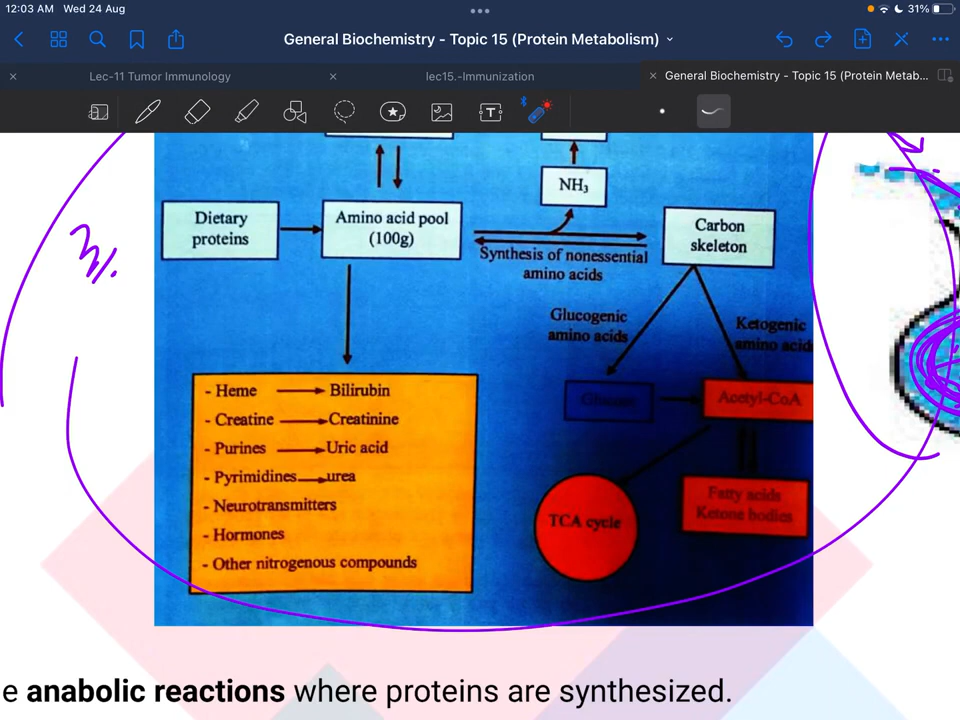 12:03 AM Wed 24 Aug
31%
General Biochemistry - Topic 15 (Protein Metabolism)
Lec-11 Tumor Immunology
lec15.-Immunization
General Biochemistry - Topic 15 (Protein Metab...
T
NH3
Dietary
proteins
Amino acid pool
(100g)
Carbon
skeleton
Synthesis of nonessential
amino acids
Glucogenic
amino acids
Ketogenic
amino acid
Glucose
Acetyl-CoA
- Heme Bilirubin
- Creatine Creatinine
- Purines Uric acid
- Pyrimidines urea
- Neurotransmitters
- Hormones
- Other nitrogenous compounds
TCA cycle
Fatty acids
Ketone bodies
e anabolic reactions where proteins are synthesized.